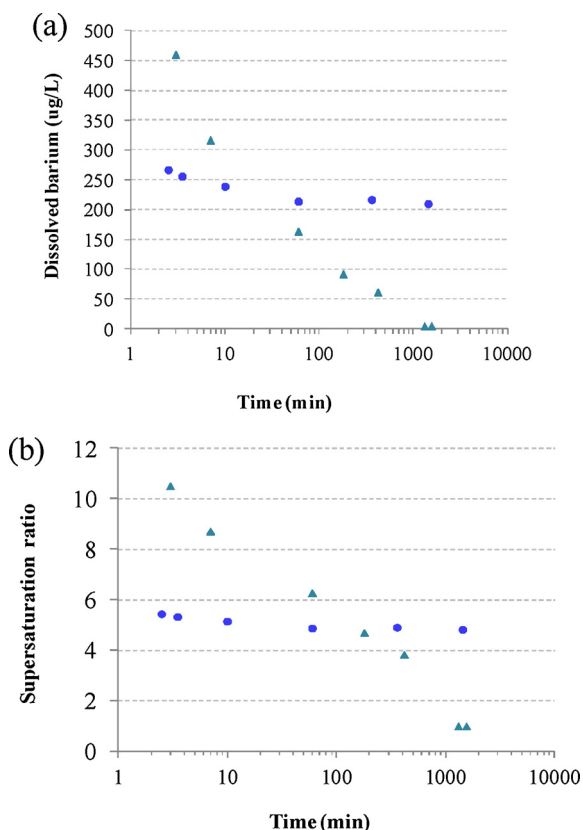 (a)
500
450
400
350
300
250
200
150
100
50
0
Dissolved barium (ug/L)
1 10 100 1000 10000
Time (min)
(b)
12
10
8
6
4
2
0
Supersaturation ratio
1 10 100 1000 10000
Time (min)